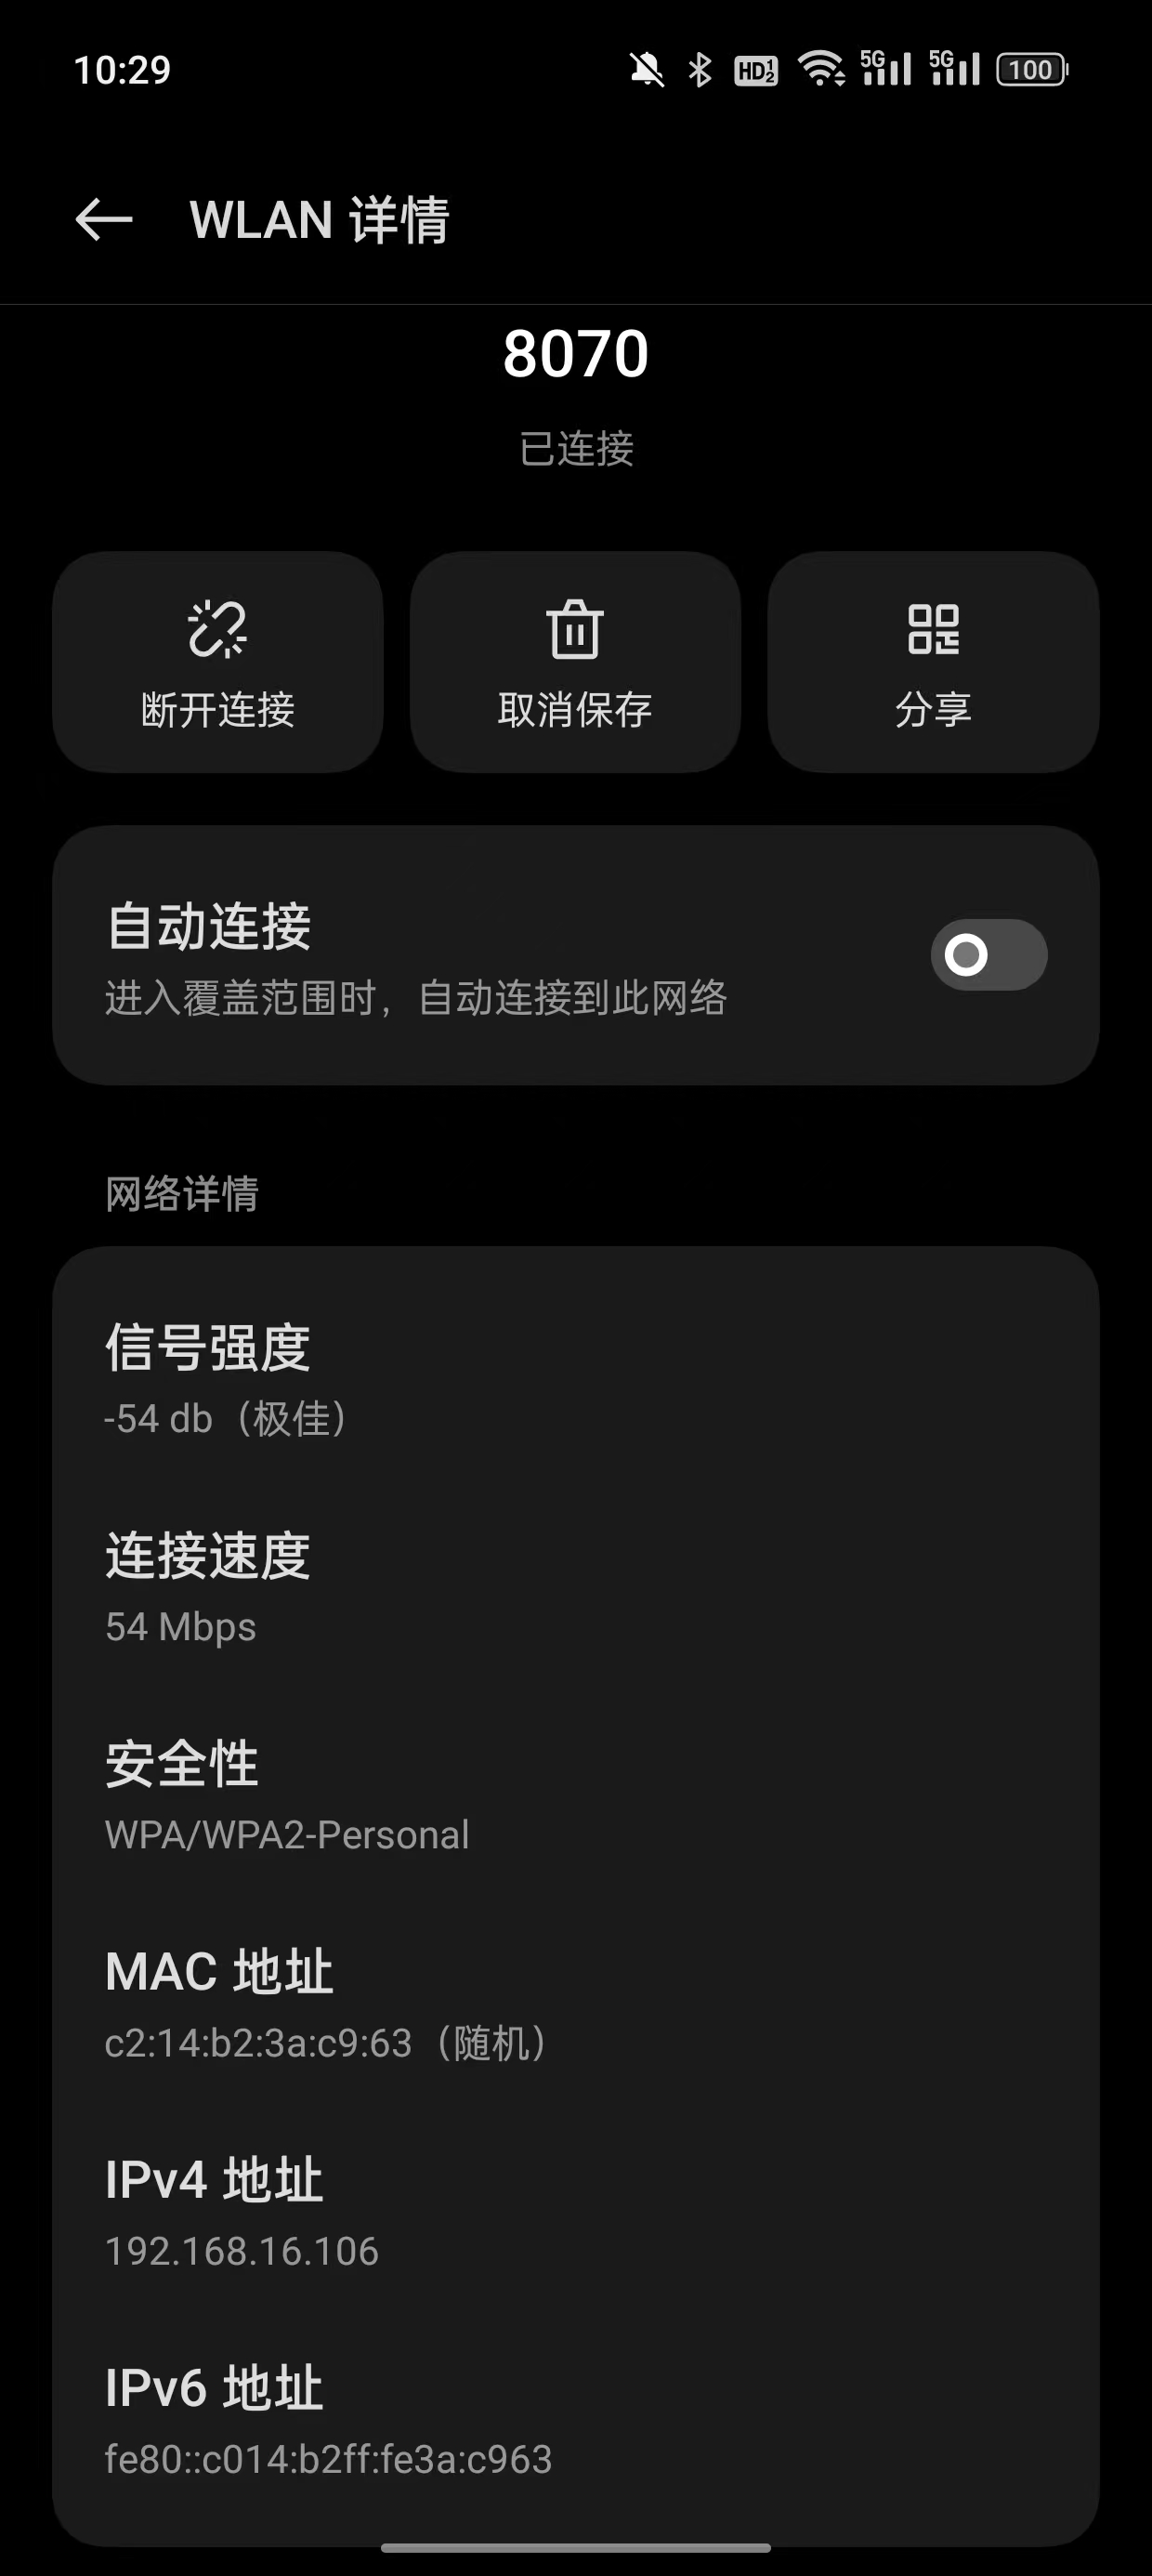 10:29
HD 1 2 5G 5G 100
WLAN 详情
8070
已连接
断开连接 取消保存 分享
自动连接
进入覆盖范围时，自动连接到此网络
网络详情
信号强度
-54 db（极佳）
连接速度
54 Mbps
安全性
WPA/WPA2-Personal
MAC 地址
c2:14:b2:3a:c9:63（随机）
IPv4 地址
192.168.16.106
IPv6 地址
fe80::c014:b2ff:fe3a:c963